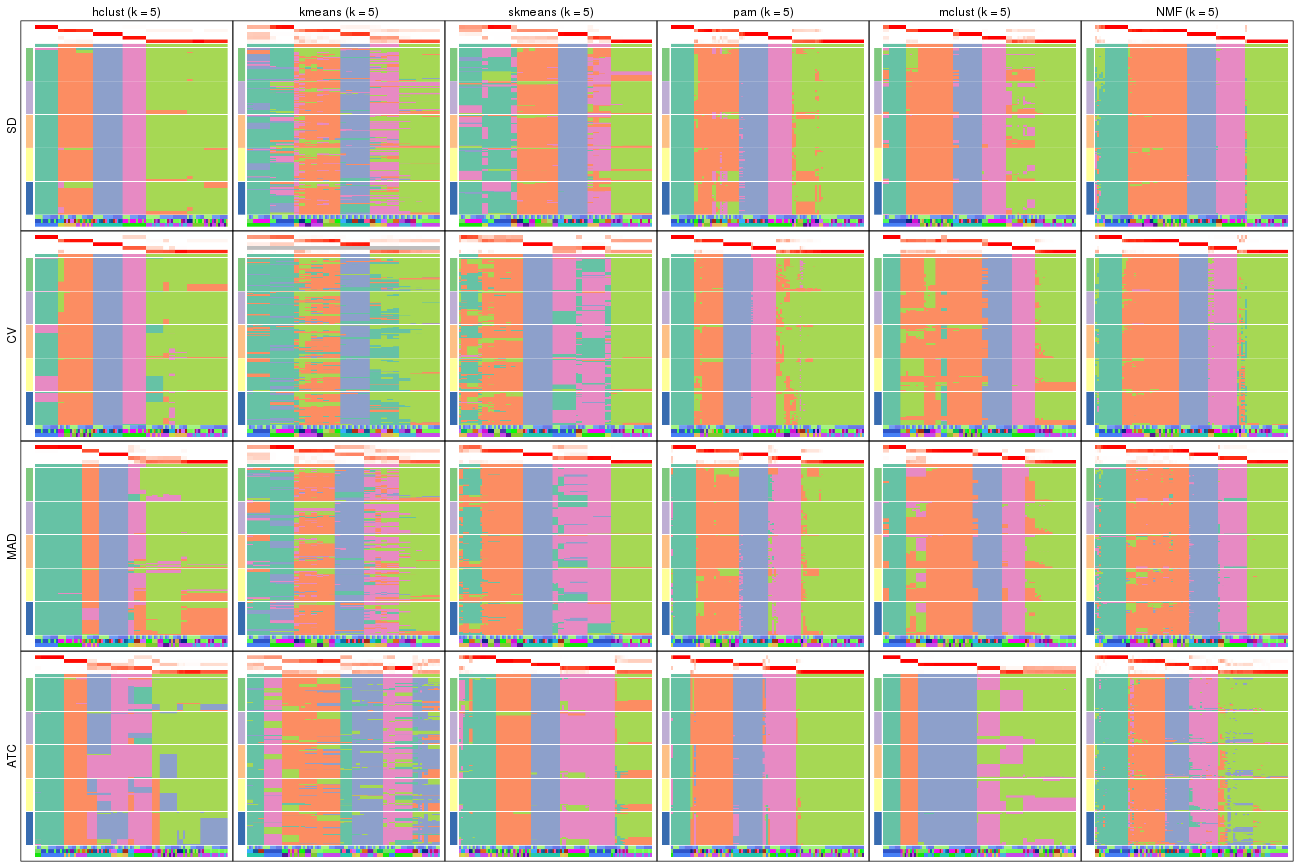 hclust (k = 5) kmeans (k = 5) skmeans (k = 5) pam (k = 5) mclust (k = 5) NMF (k = 5)
SD
CV
MAD
ATC